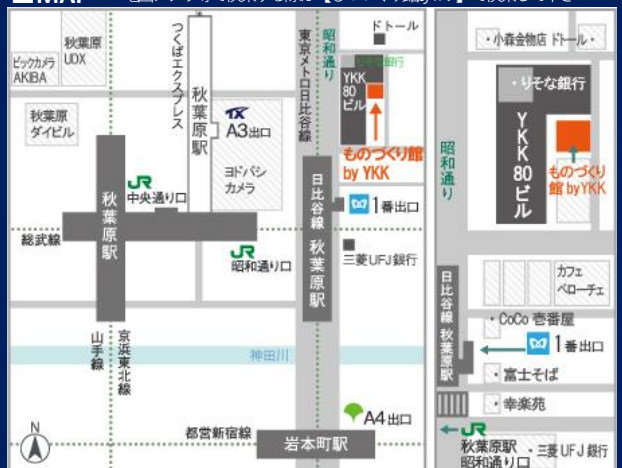 MAP
秋葉原
UDX
ビックカメラ
AKIBA
秋葉原
ダイビル
つくばエクスプレス
秋葉原駅
TX
A3出口
ヨドバシ
カメラ
東京メトロ日比谷線
昭和通り
ドトール
りそな銀行
YKK
80
ビル
ものづくり館
by YKK
JR
中央通り口
秋葉原駅
総武線
JR
昭和通り口
日比谷線 秋葉原駅
1番出口
三菱UFJ銀行
山手線
京浜東北線
神田川
A4出口
都営新宿線
岩本町駅
N
・小森金物店 ドトール・
・りそな銀行
昭和通り
YKK80ビル
ものづくり
館 by YKK
カフェ
ベローチェ
日比谷線 秋葉原駅
・CoCo 壱番屋
1番出口
・富士そば
・幸楽苑
JR
秋葉原駅
昭和通り口
・三菱UFJ銀行